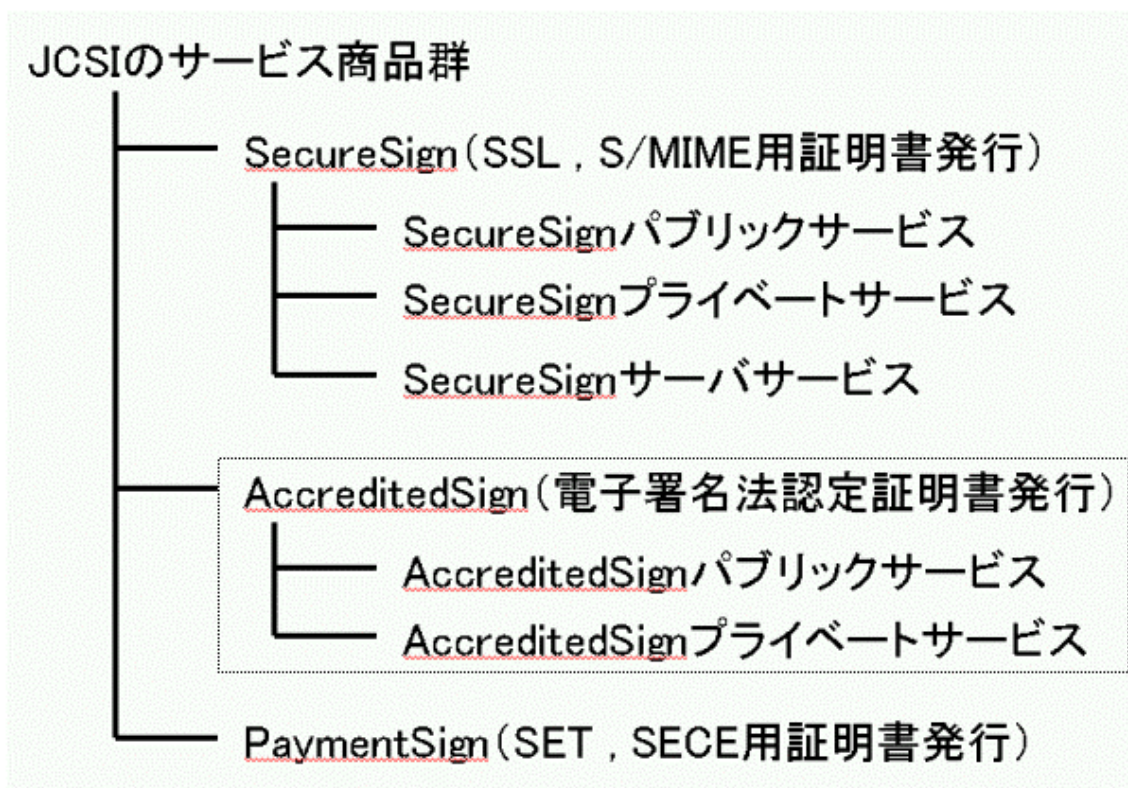 JCSIのサービス商品群
SecureSign（SSL , S/MIME用証明書発行）
SecureSignパブリックサービス
SecureSignプライベートサービス
SecureSignサーバサービス
AccreditedSign（電子署名法認定証明書発行）
AccreditedSignパブリックサービス
AccreditedSignプライベートサービス
PaymentSign（SET , SECE用証明書発行）